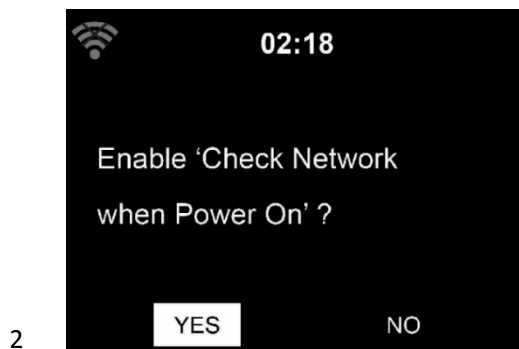 02:18
Enable ‘Check Network
when Power On’ ?
YES NO
2